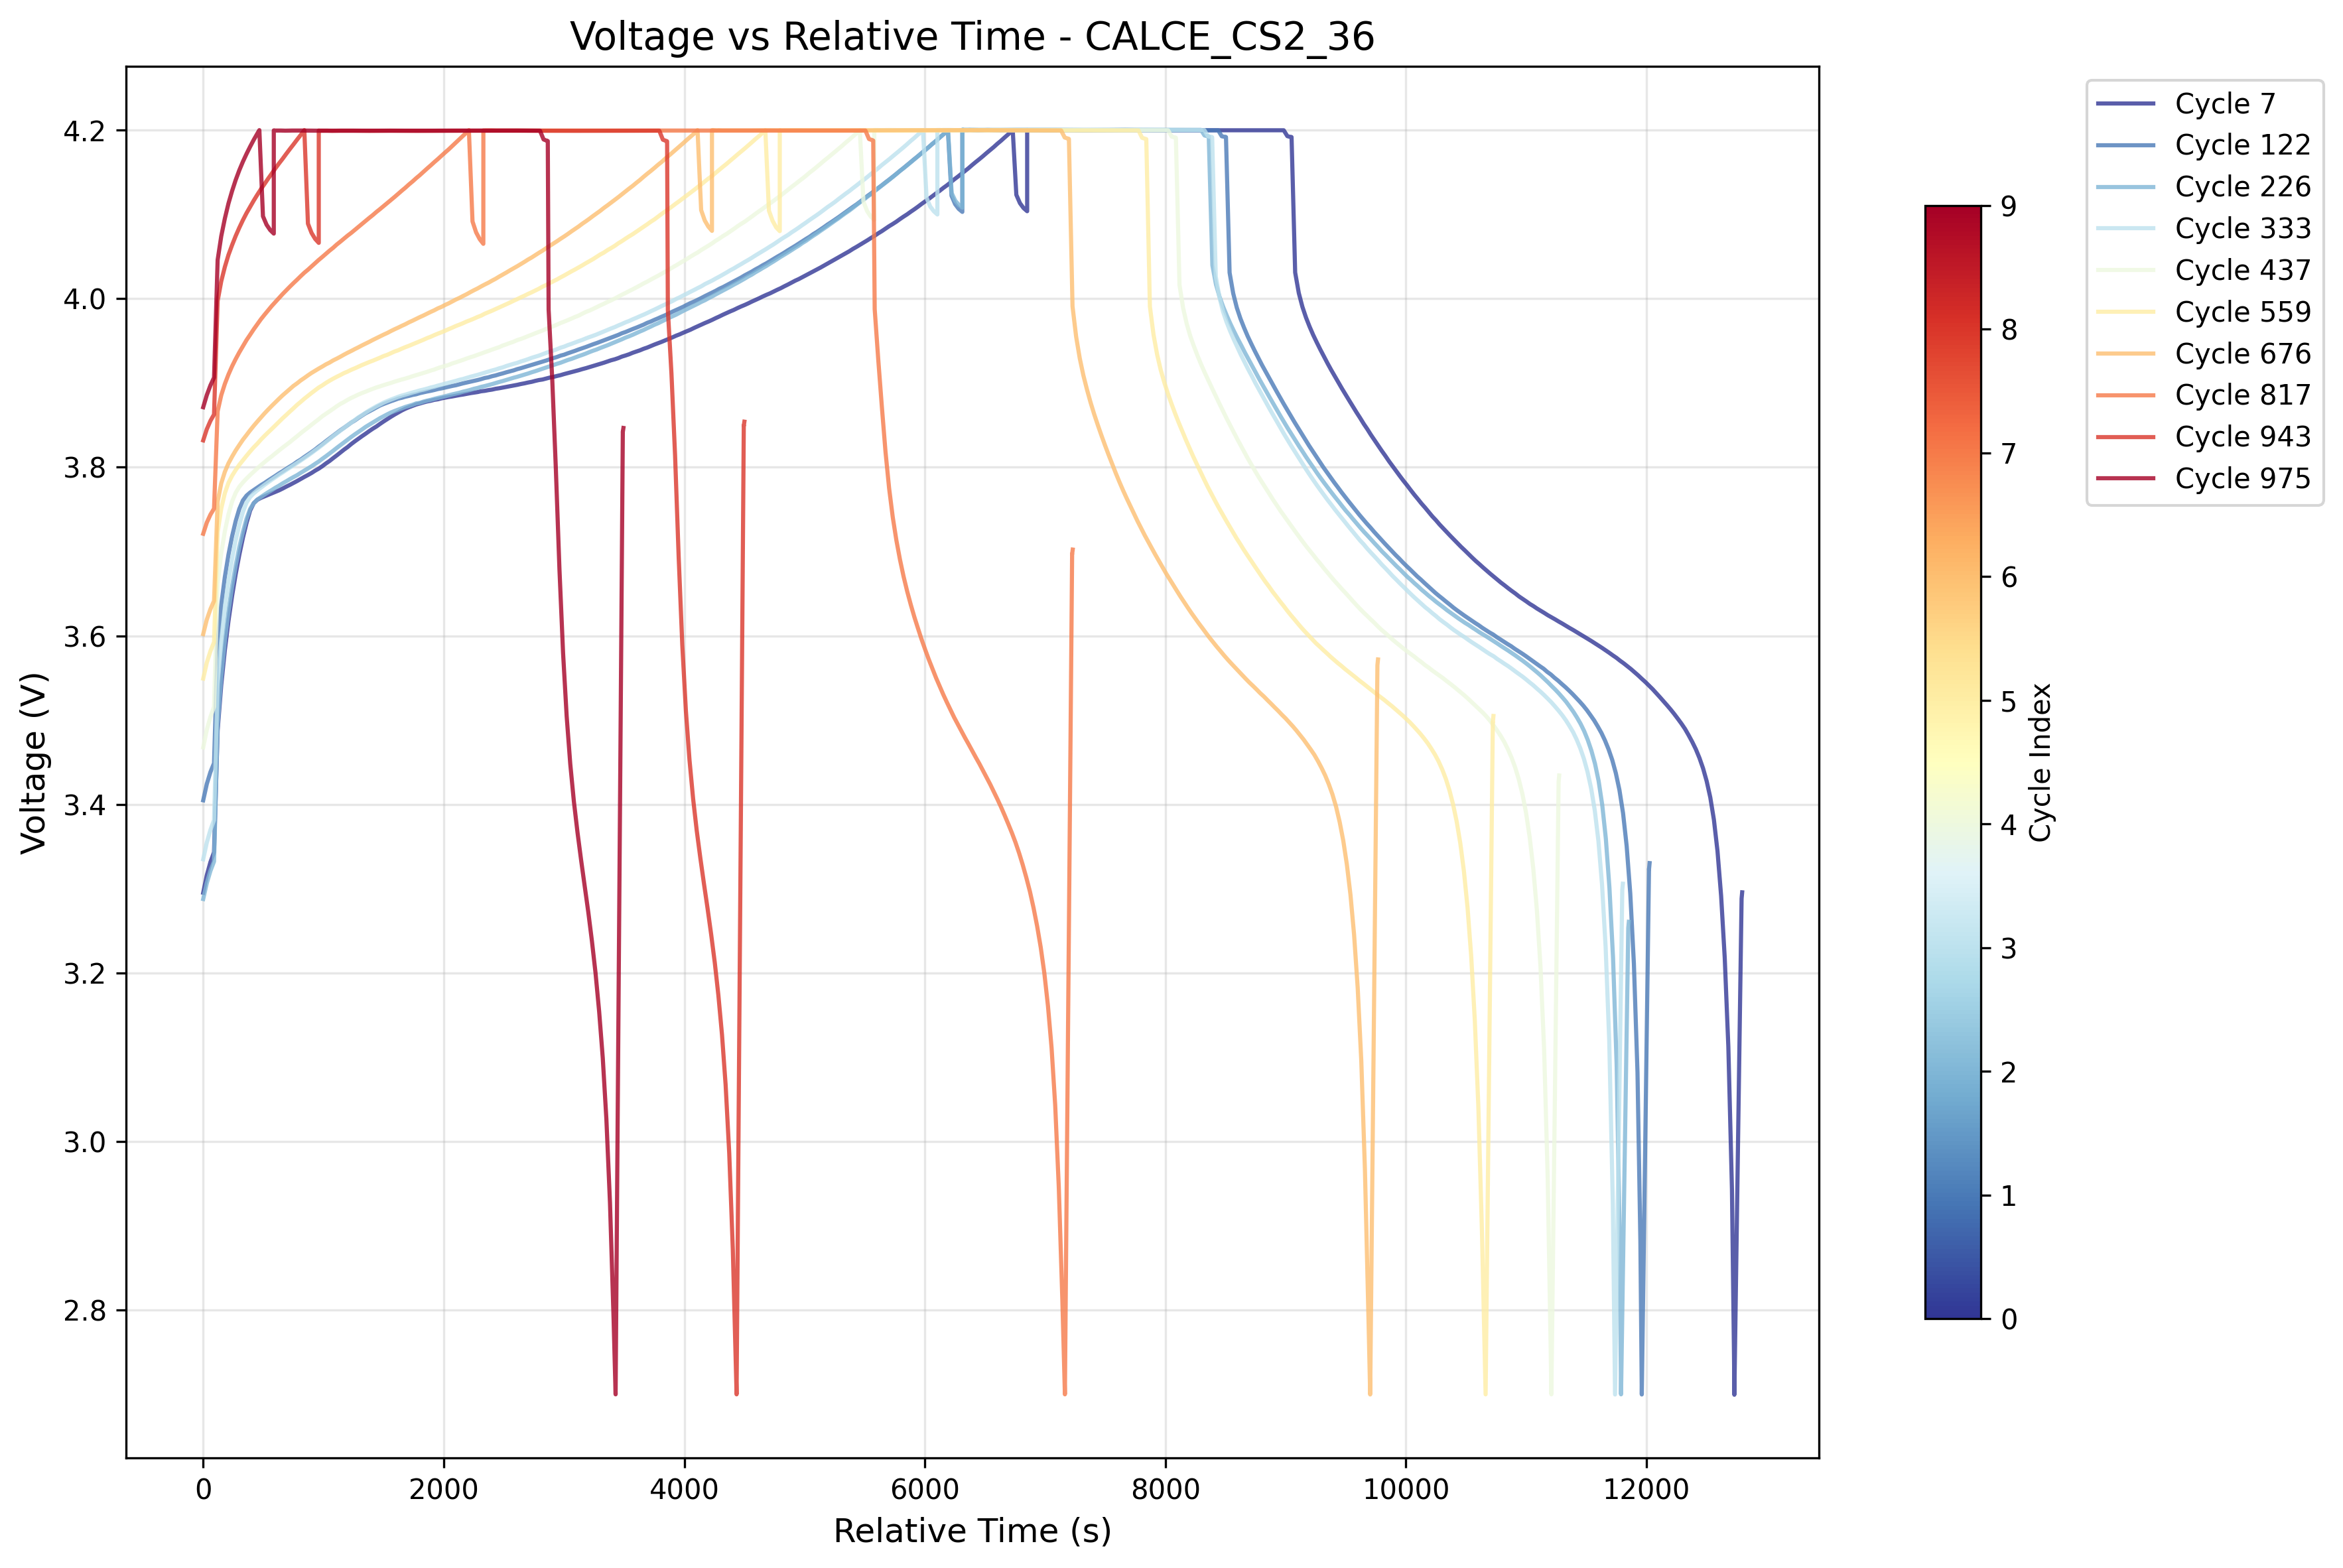 Voltage vs Relative Time - CALCE_CS2_36
Voltage (V)
4.2
4.0
3.8
3.6
3.4
3.2
3.0
2.8
0
2000
4000
6000
8000
10000
12000
Relative Time (s)
9
8
7
6
5
4
3
2
1
0
Cycle Index
Cycle 7
Cycle 122
Cycle 226
Cycle 333
Cycle 437
Cycle 559
Cycle 676
Cycle 817
Cycle 943
Cycle 975